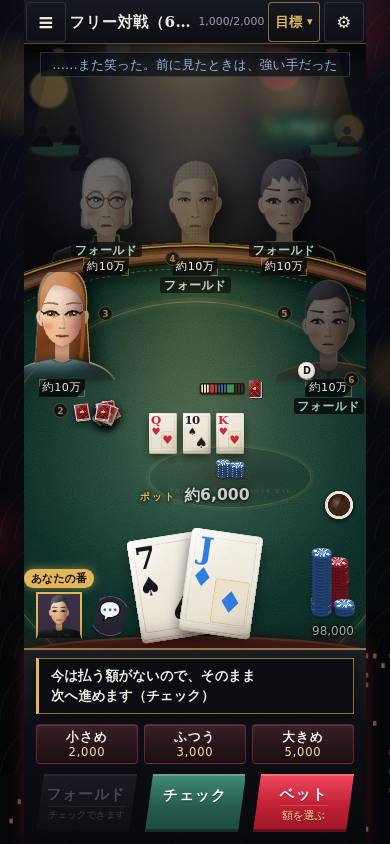 フリー対戦（6… 1,000/2,000 目標 ▾
……また笑った。前に見たときは、強い手だった
フォールド
約10万
4
約10万
フォールド
フォールド
約10万
3
5
約10万
D
6
約10万
フォールド
2
Q
10
K
ポット 約6,000
7
J
あなたの番
98,000
今は払う額がないので、そのまま
次へ進めます（チェック）
小さめ
2,000
ふつう
3,000
大きめ
5,000
フォールド
チェックできます
チェック
ベット
額を選ぶ